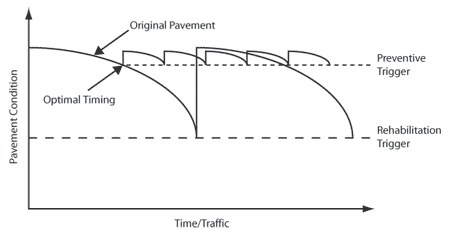 Original Pavement
Preventive
Trigger
Optimal Timing
Rehabilitation
Trigger
Pavement Condition
Time/Traffic